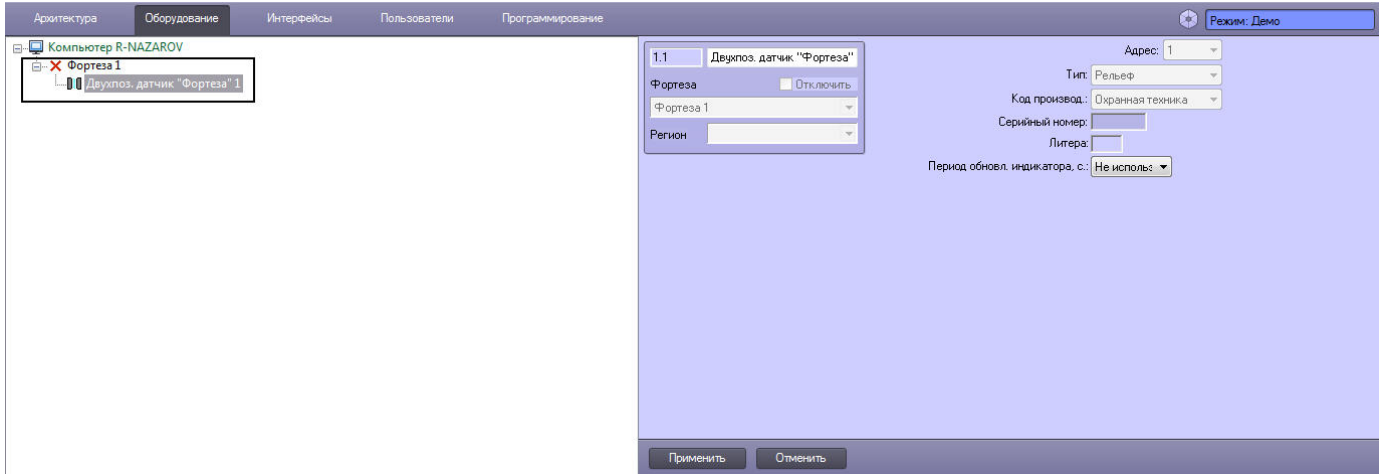 Архитектура Оборудование Интерфейсы Пользователи Программирование Режим: Демо
Компьютер R-NAZAROV
Фортеза 1
Двухпоз. датчик "Фортеза" 1
1.1 Двухпоз. датчик "Фортеза"
Фортеза Отключить
Фортеза 1
Регион
Адрес: 1
Тип: Рельеф
Код производ.: Охранная техника
Серийный номер:
Литера:
Период обновл. индикатора, с.: Не использ
Применить Отменить